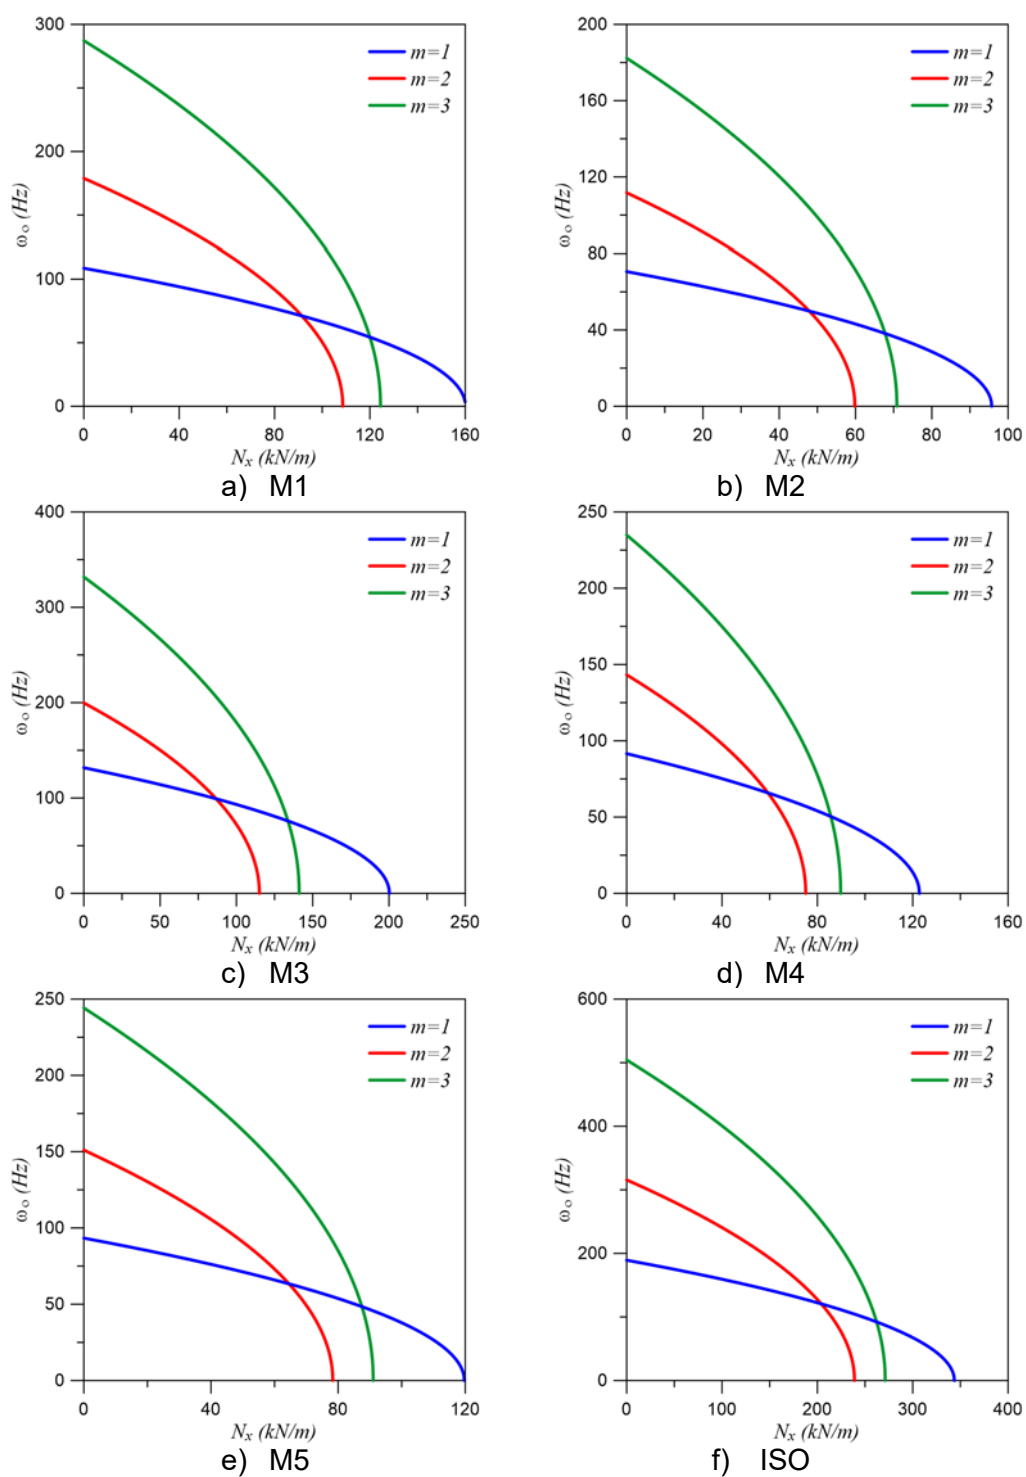 300
200
100
0
ωₒ (Hz)
m=1
m=2
m=3
0 40 80 120 160
Nₓ (kN/m)
a) M1
200
160
120
80
40
0
ωₒ (Hz)
m=1
m=2
m=3
0 20 40 60 80 100
Nₓ (kN/m)
b) M2
400
300
200
100
0
ωₒ (Hz)
m=1
m=2
m=3
0 50 100 150 200 250
Nₓ (kN/m)
c) M3
250
200
150
100
50
0
ωₒ (Hz)
m=1
m=2
m=3
0 40 80 120 160
Nₓ (kN/m)
d) M4
250
200
150
100
50
0
ωₒ (Hz)
m=1
m=2
m=3
0 40 80 120
Nₓ (kN/m)
e) M5
600
400
200
0
ωₒ (Hz)
m=1
m=2
m=3
0 100 200 300 400
Nₓ (kN/m)
f) ISO